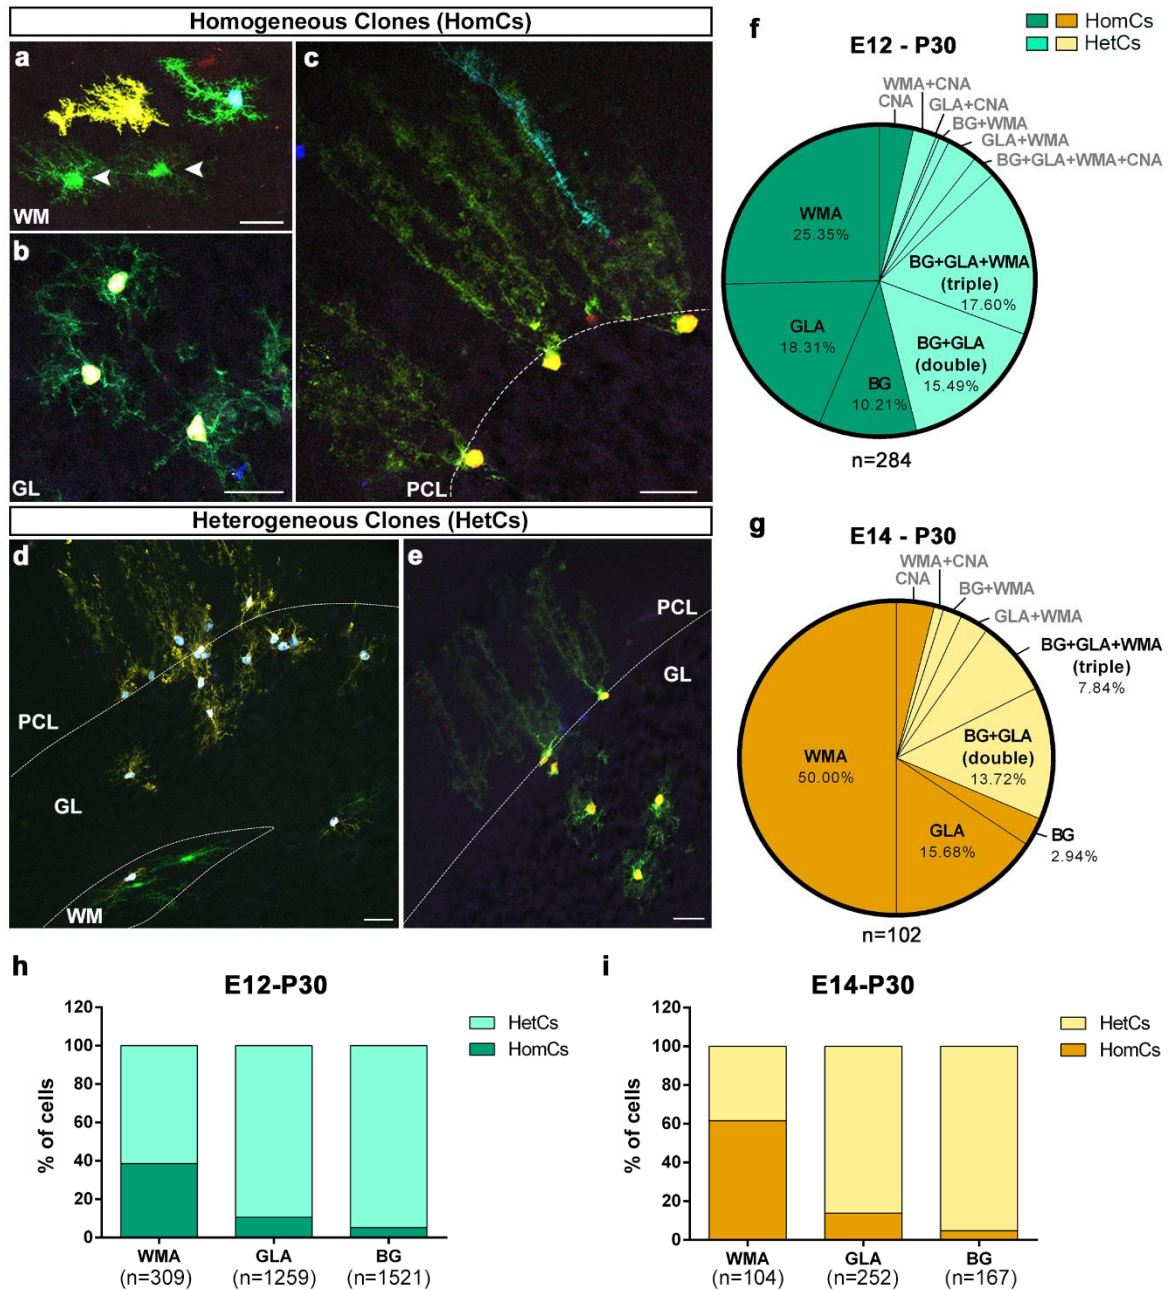 Homogeneous Clones (HomCs)
a
WM
b
GL
c
PCL
Heterogeneous Clones (HetCs)
d
PCL
GL
WM
e
PCL
GL
f
HomCs
HetCs
E12 - P30
WMA+CNA
CNA
GLA+CNA
BG+WMA
GLA+WMA
BG+GLA+WMA+CNA
WMA
25.35%
BG+GLA+WMA
(triple)
17.60%
GLA
18.31%
BG+GLA
(double)
15.49%
BG
10.21%
n=284
g
E14 - P30
WMA+CNA
CNA
BG+WMA
GLA+WMA
BG+GLA+WMA
(triple)
7.84%
WMA
50.00%
BG+GLA
(double)
13.72%
GLA
15.68%
BG
2.94%
n=102
h
E12-P30
120
100
80
60
40
20
0
% of cells
HetCs
HomCs
WMA
(n=309)
GLA
(n=1259)
BG
(n=1521)
i
E14-P30
120
100
80
60
40
20
0
% of cells
HetCs
HomCs
WMA
(n=104)
GLA
(n=252)
BG
(n=167)